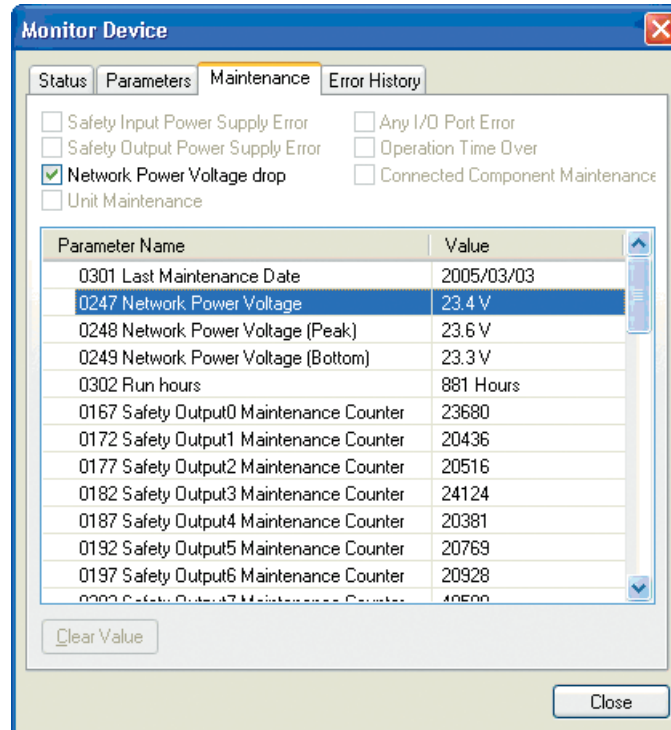 Monitor Device
Status Parameters Maintenance Error History
Safety Input Power Supply Error Any I/O Port Error
Safety Output Power Supply Error Operation Time Over
Network Power Voltage drop Connected Component Maintenance
Unit Maintenance
Parameter Name Value
0301 Last Maintenance Date 2005/03/03
0247 Network Power Voltage 23.4 V
0248 Network Power Voltage (Peak) 23.6 V
0249 Network Power Voltage (Bottom) 23.3 V
0302 Run hours 881 Hours
0167 Safety Output0 Maintenance Counter 23680
0172 Safety Output1 Maintenance Counter 20436
0177 Safety Output2 Maintenance Counter 20516
0182 Safety Output3 Maintenance Counter 24124
0187 Safety Output4 Maintenance Counter 20381
0192 Safety Output5 Maintenance Counter 20769
0197 Safety Output6 Maintenance Counter 20928
Safety Output7 Maintenance Counter
Clear Value
Close